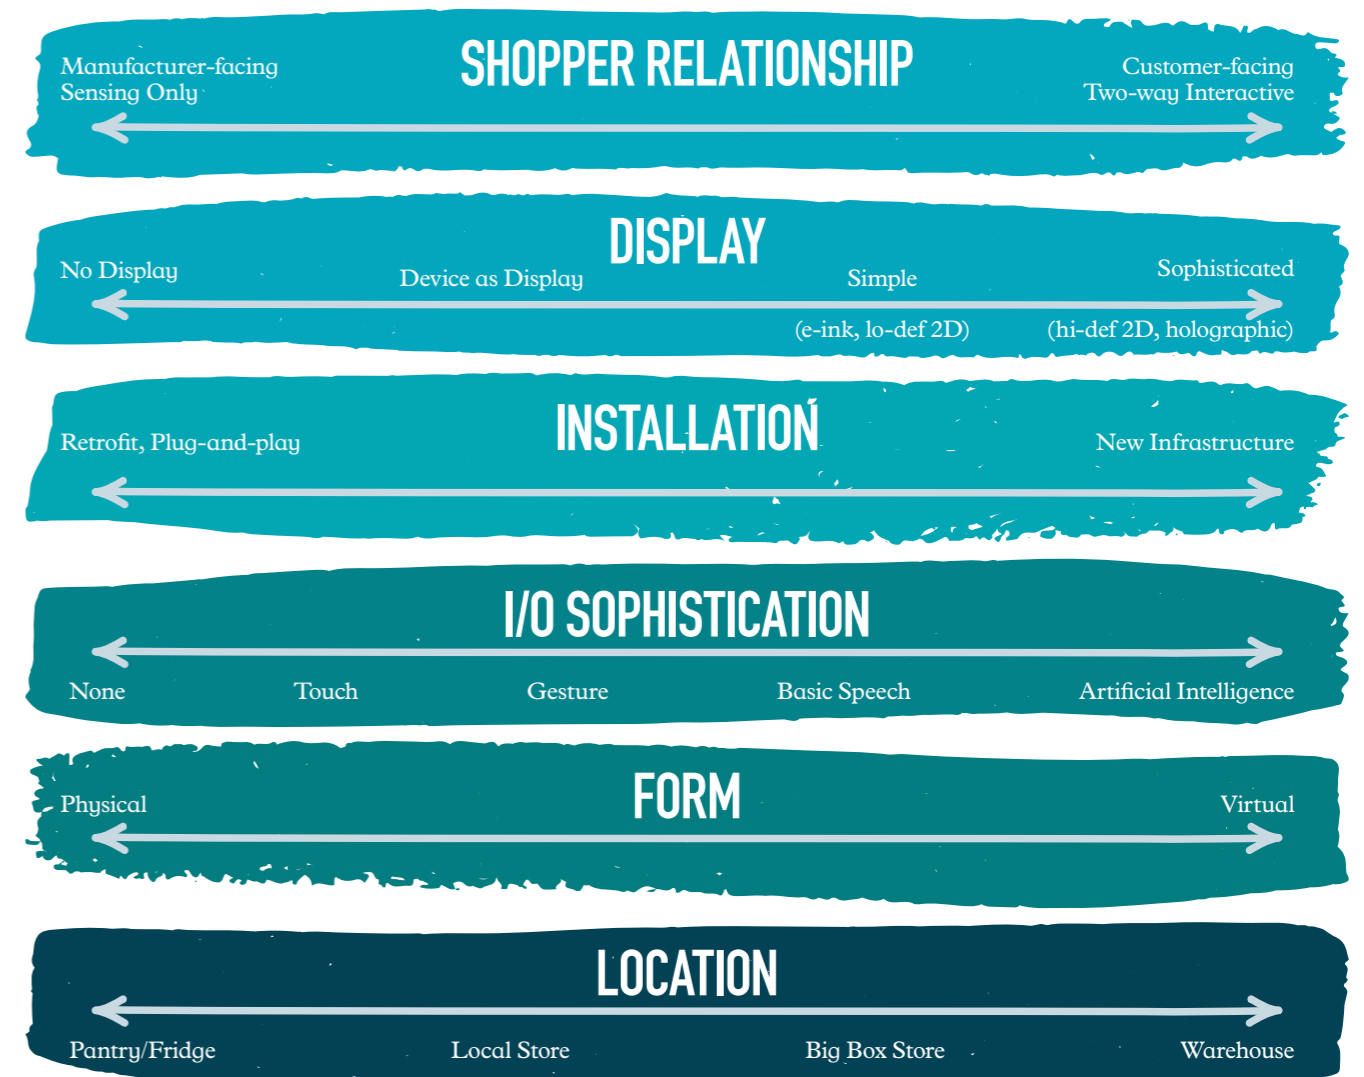 SHOPPER RELATIONSHIP
Manufacturer-facing
Sensing Only
Customer-facing
Two-way Interactive
DISPLAY
No Display
Device as Display
Simple
(e-ink, lo-def 2D)
Sophisticated
(hi-def 2D, holographic)
INSTALLATION
Retrofit, Plug-and-play
New Infrastructure
I/O SOPHISTICATION
None
Touch
Gesture
Basic Speech
Artificial Intelligence
FORM
Physical
Virtual
LOCATION
Pantry/Fridge
Local Store
Big Box Store
Warehouse